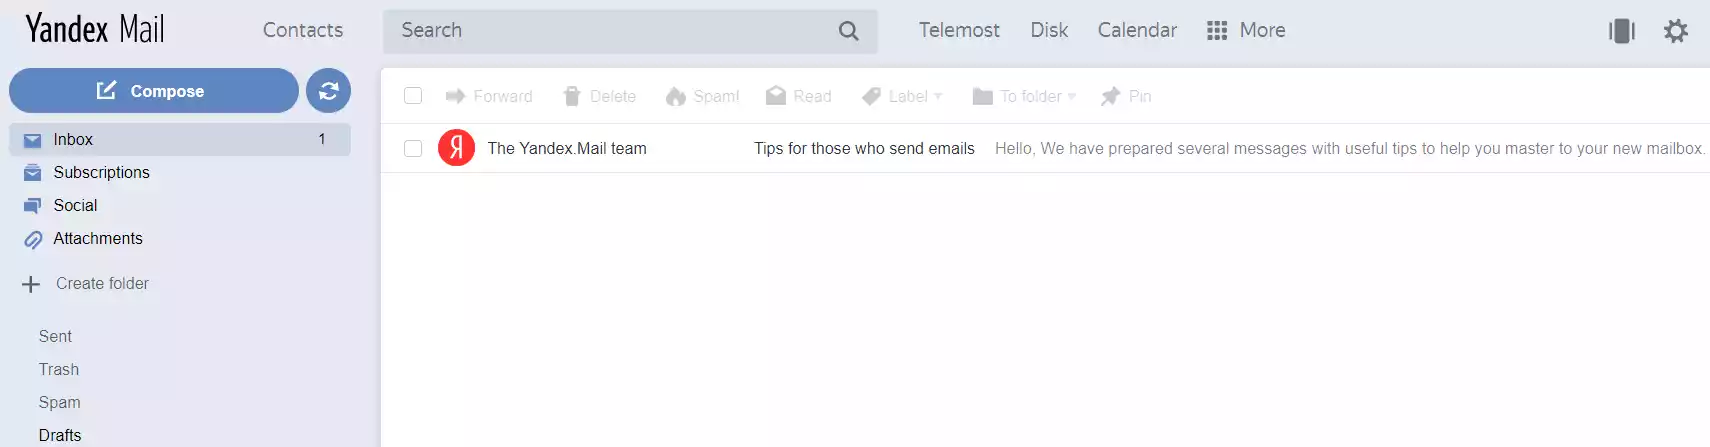 Yandex Mail Contacts Search Telemost Disk Calendar More
Compose
Forward Delete Spam! Read Label To folder Pin
Inbox 1
The Yandex.Mail team Tips for those who send emails Hello, We have prepared several messages with useful tips to help you master to your new mailbox.
Subscriptions
Social
Attachments
Create folder
Sent
Trash
Spam
Drafts